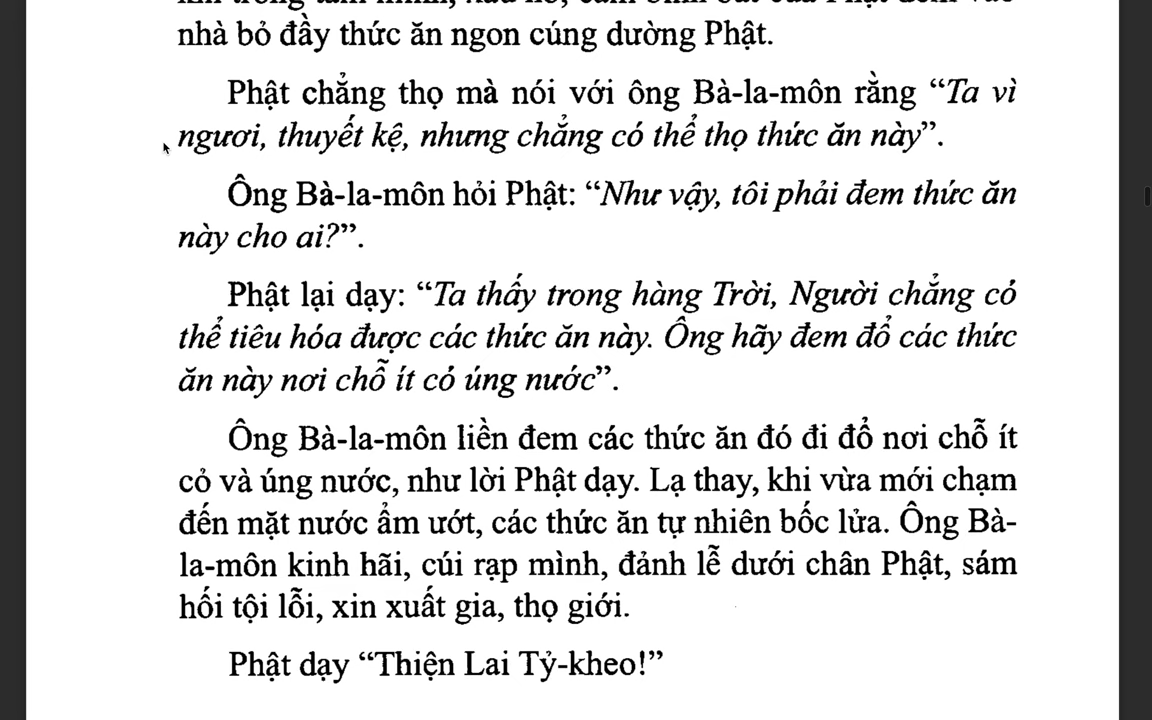 nhà bỏ đầy thức ăn ngon cúng dường Phật.
Phật chẳng thọ mà nói với ông Bà-la-môn rằng “Ta vì
ngươi, thuyết kệ, nhưng chẳng có thể thọ thức ăn này”.
Ông Bà-la-môn hỏi Phật: “Như vậy, tôi phải đem thức ăn
này cho ai?”.
Phật lại dạy: “Ta thấy trong hàng Trời, Người chẳng có
thể tiêu hóa được các thức ăn này. Ông hãy đem đổ các thức
ăn này nơi chỗ ít cỏ úng nước”.
Ông Bà-la-môn liền đem các thức ăn đó đi đổ nơi chỗ ít
cỏ và úng nước, như lời Phật dạy. Lạ thay, khi vừa mới chạm
đến mặt nước ẩm ướt, các thức ăn tự nhiên bốc lửa. Ông Bà-
la-môn kinh hãi, cúi rạp mình, đảnh lễ dưới chân Phật, sám
hối tội lỗi, xin xuất gia, thọ giới.
Phật dạy “Thiện Lai Tỷ-kheo!”